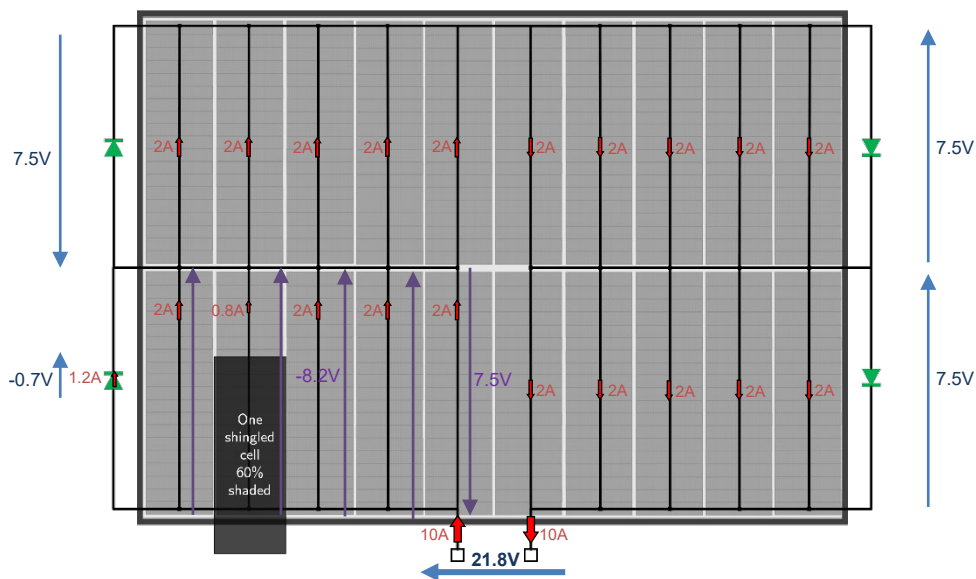 2A 2A 2A 2A 2A 2A 2A 2A 2A 2A
7.5V
7.5V
2A 0.8A 2A 2A 2A
-0.7V 1.2A -8.2V 7.5V 7.5V
2A 2A 2A 2A 2A
One
shingled
cell
60%
shaded
10A 10A
21.8V